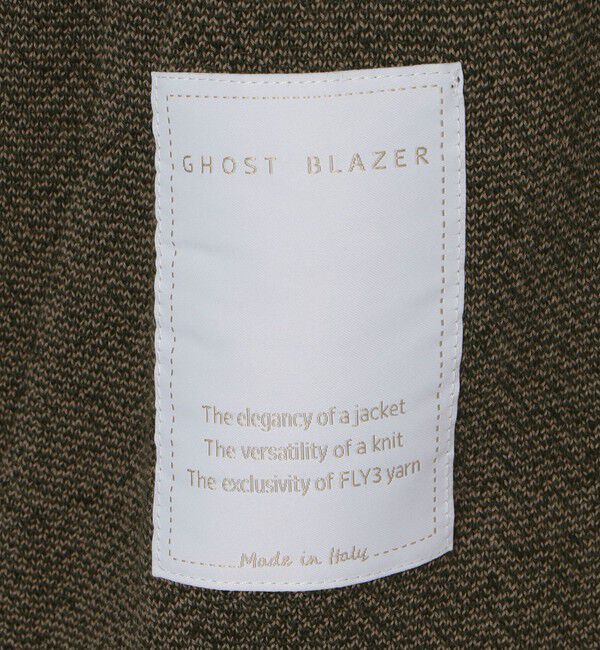 GHOST BLAZER
The elegancy of a jacket
The versatility of a knit
The exclusivity of FLY3 yarn
Made in Italy